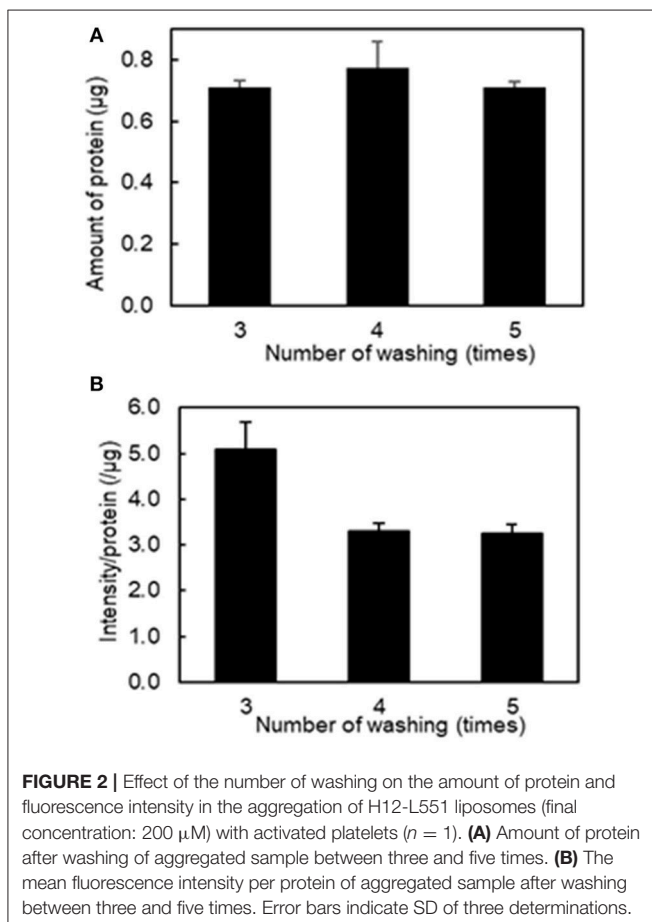 A
Amount of protein (µg)
0.8
0.6
0.4
0.2
0.0
3 4 5
Number of washing (times)
B
Intensity/protein (/µg)
6.0
5.0
4.0
3.0
2.0
1.0
0.0
3 4 5
Number of washing (times)
FIGURE 2 | Effect of the number of washing on the amount of protein and
fluorescence intensity in the aggregation of H12-L551 liposomes (final
concentration: 200 µM) with activated platelets (n = 1). (A) Amount of protein
after washing of aggregated sample between three and five times. (B) The
mean fluorescence intensity per protein of aggregated sample after washing
between three and five times. Error bars indicate SD of three determinations.